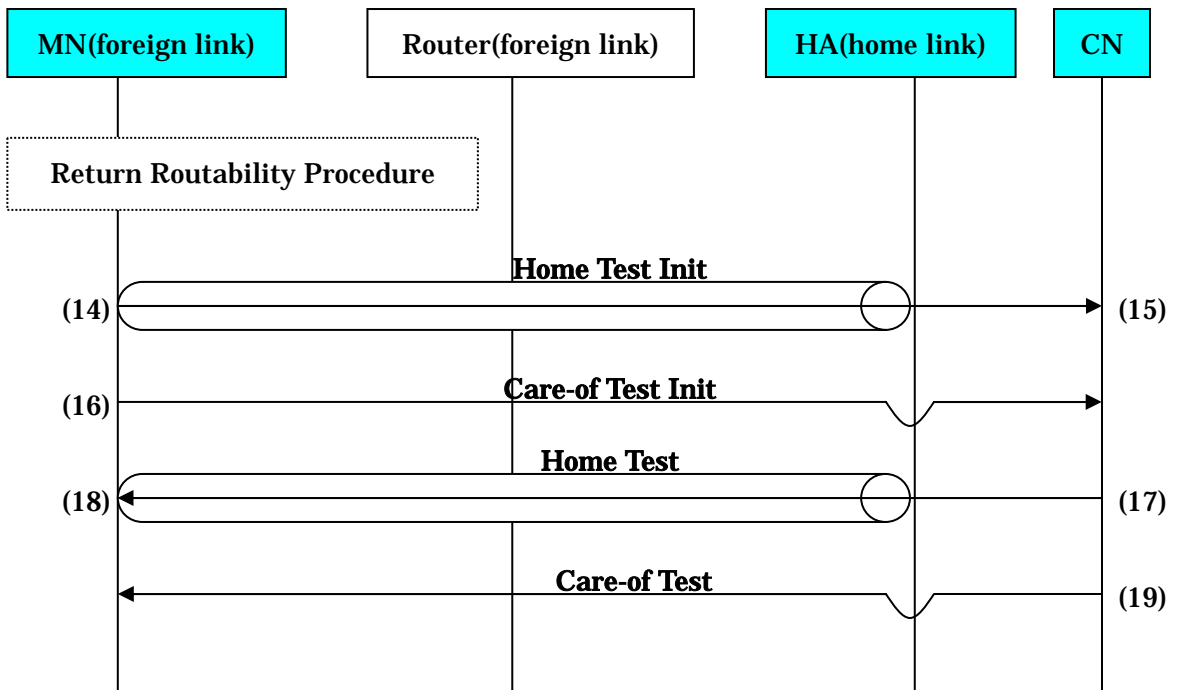 MN(foreign link)
Router(foreign link)
HA(home link)
CN
Return Routability Procedure
Home Test Init
(14)
(15)
Care-of Test Init
(16)
Home Test
(18)
(17)
Care-of Test
(19)